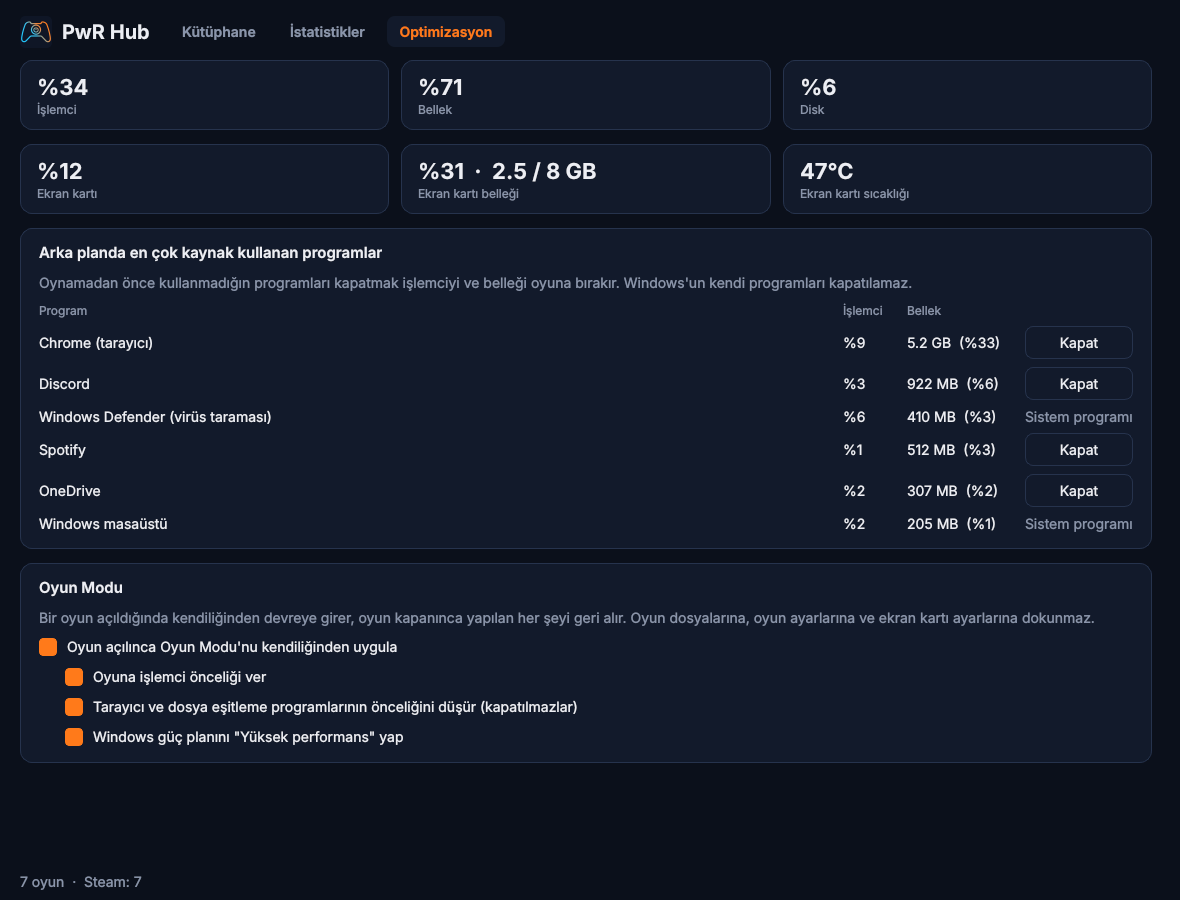 PwR Hub Kütüphane İstatistikler Optimizasyon
%34
İşlemci
%71
Bellek
%6
Disk
%12
Ekran kartı
%31 · 2.5 / 8 GB
Ekran kartı belleği
47°C
Ekran kartı sıcaklığı
Arka planda en çok kaynak kullanan programlar
Oynamadan önce kullanmadığın programları kapatmak işlemciyi ve belleği oyuna bırakır. Windows'un kendi programları kapatılamaz.
Program İşlemci Bellek
Chrome (tarayıcı) %9 5.2 GB (%33) Kapat
Discord %3 922 MB (%6) Kapat
Windows Defender (virüs taraması) %6 410 MB (%3) Sistem programı
Spotify %1 512 MB (%3) Kapat
OneDrive %2 307 MB (%2) Kapat
Windows masaüstü %2 205 MB (%1) Sistem programı
Oyun Modu
Bir oyun açıldığında kendiliğinden devreye girer, oyun kapanınca yapılan her şeyi geri alır. Oyun dosyalarına, oyun ayarlarına ve ekran kartı ayarlarına dokunmaz.
Oyun açılınca Oyun Modu'nu kendiliğinden uygula
Oyuna işlemci önceliği ver
Tarayıcı ve dosya eşitleme programlarının önceliğini düşür (kapatılmazlar)
Windows güç planını "Yüksek performans" yap
7 oyun · Steam: 7